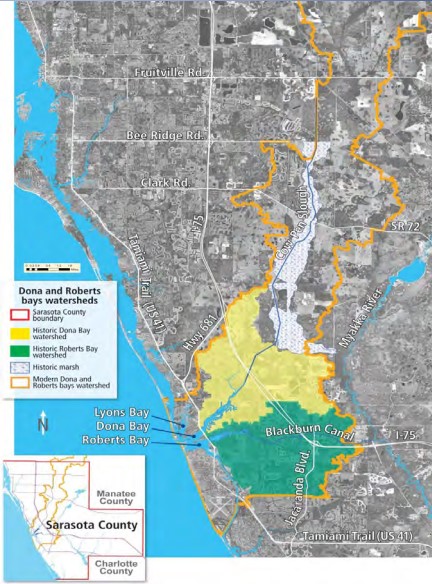 Fruitville Rd.
Bee Ridge Rd.
Clark Rd.
I-75
Cow Pen Slough
SR 72
Tamiami Trail (US 41)
Hwy 681
Myakka River
Dona and Roberts
bays watersheds
Sarasota County
boundary
Historic Dona Bay
watershed
Historic Roberts Bay
watershed
Historic marsh
Modern Dona and
Roberts bays watershed
N
Lyons Bay
Dona Bay
Roberts Bay
Blackburn Canal
I-75
Jacaranda Blvd.
Tamiami Trail (US 41)
Manatee
County
Sarasota County
Charlotte
County